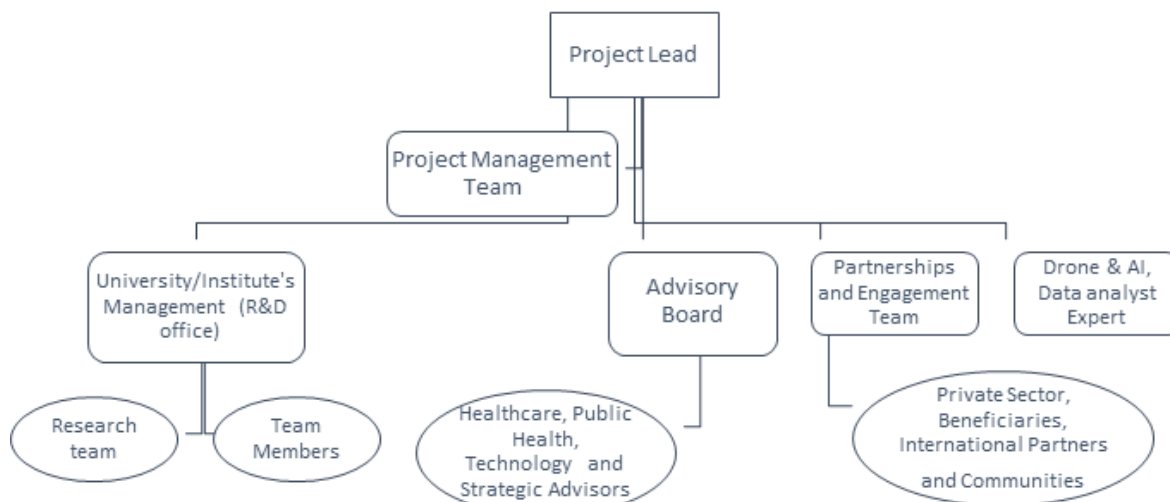 Project Lead
Project Management
Team
University/Institute's
Management (R&D
office)
Advisory
Board
Partnerships
and Engagement
Team
Drone & AI,
Data analyst
Expert
Research
team
Team
Members
Healthcare, Public
Health,
Technology and
Strategic Advisors
Private Sector,
Beneficiaries,
International Partners
and Communities